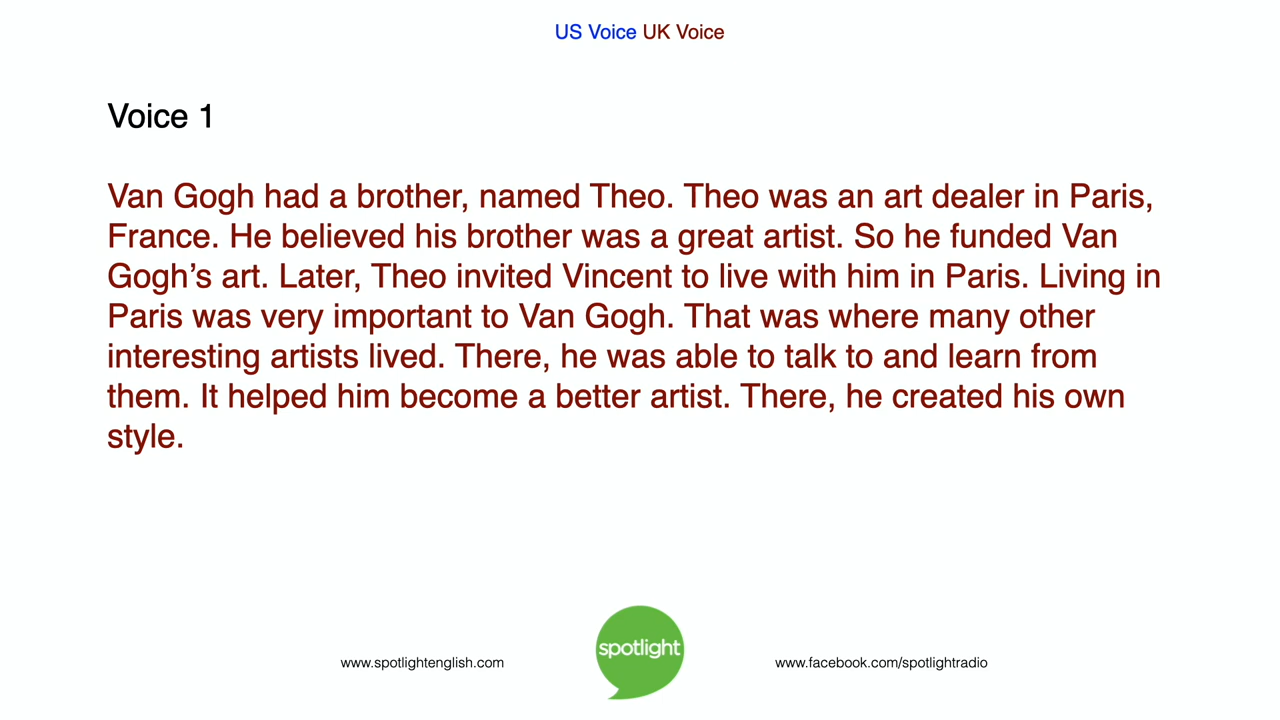 US Voice UK Voice
Voice 1
Van Gogh had a brother, named Theo. Theo was an art dealer in Paris,
France. He believed his brother was a great artist. So he funded Van
Gogh’s art. Later, Theo invited Vincent to live with him in Paris. Living in
Paris was very important to Van Gogh. That was where many other
interesting artists lived. There, he was able to talk to and learn from
them. It helped him become a better artist. There, he created his own
style.
spotlight
www.spotlightenglish.com
www.facebook.com/spotlightradio